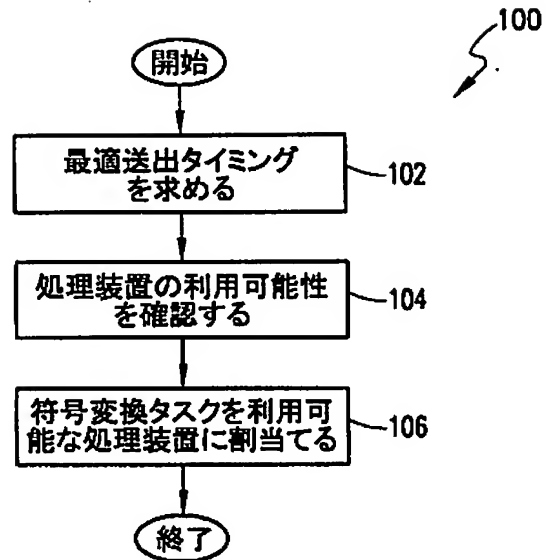 100
開始
最適送出タイミング
を求める
102
処理装置の利用可能性
を確認する
104
符号変換タスクを利用可
能な処理装置に割当てる
106
終了